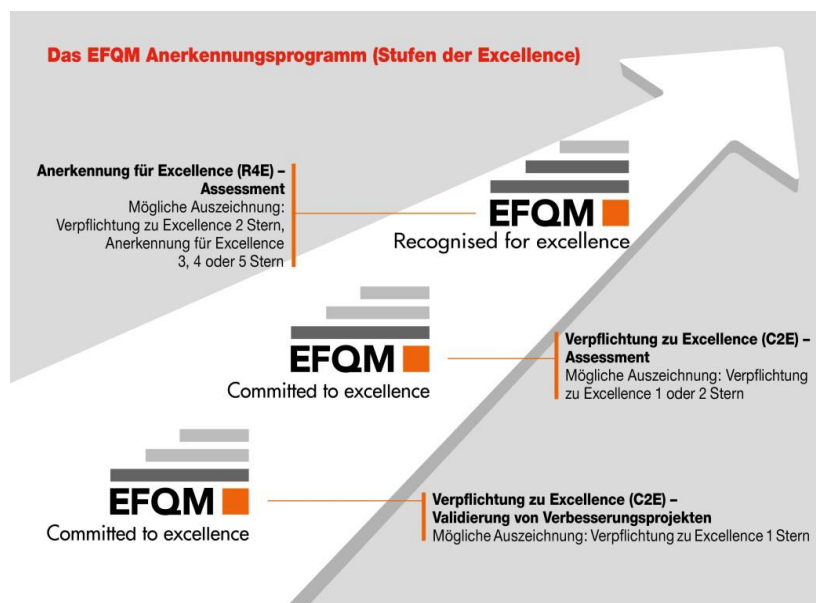 Das EFQM Anerkennungsprogramm (Stufen der Excellence)
Anerkennung für Excellence (R4E) –
Assessment
Mögliche Auszeichnung:
Verpflichtung zu Excellence 2 Stern,
Anerkennung für Excellence
3, 4 oder 5 Stern
EFQM
Recognised for excellence
EFQM
Committed to excellence
Verpflichtung zu Excellence (C2E) –
Assessment
Mögliche Auszeichnung: Verpflichtung
zu Excellence 1 oder 2 Stern
EFQM
Committed to excellence
Verpflichtung zu Excellence (C2E) –
Validierung von Verbesserungsprojekten
Mögliche Auszeichnung: Verpflichtung zu Excellence 1 Stern